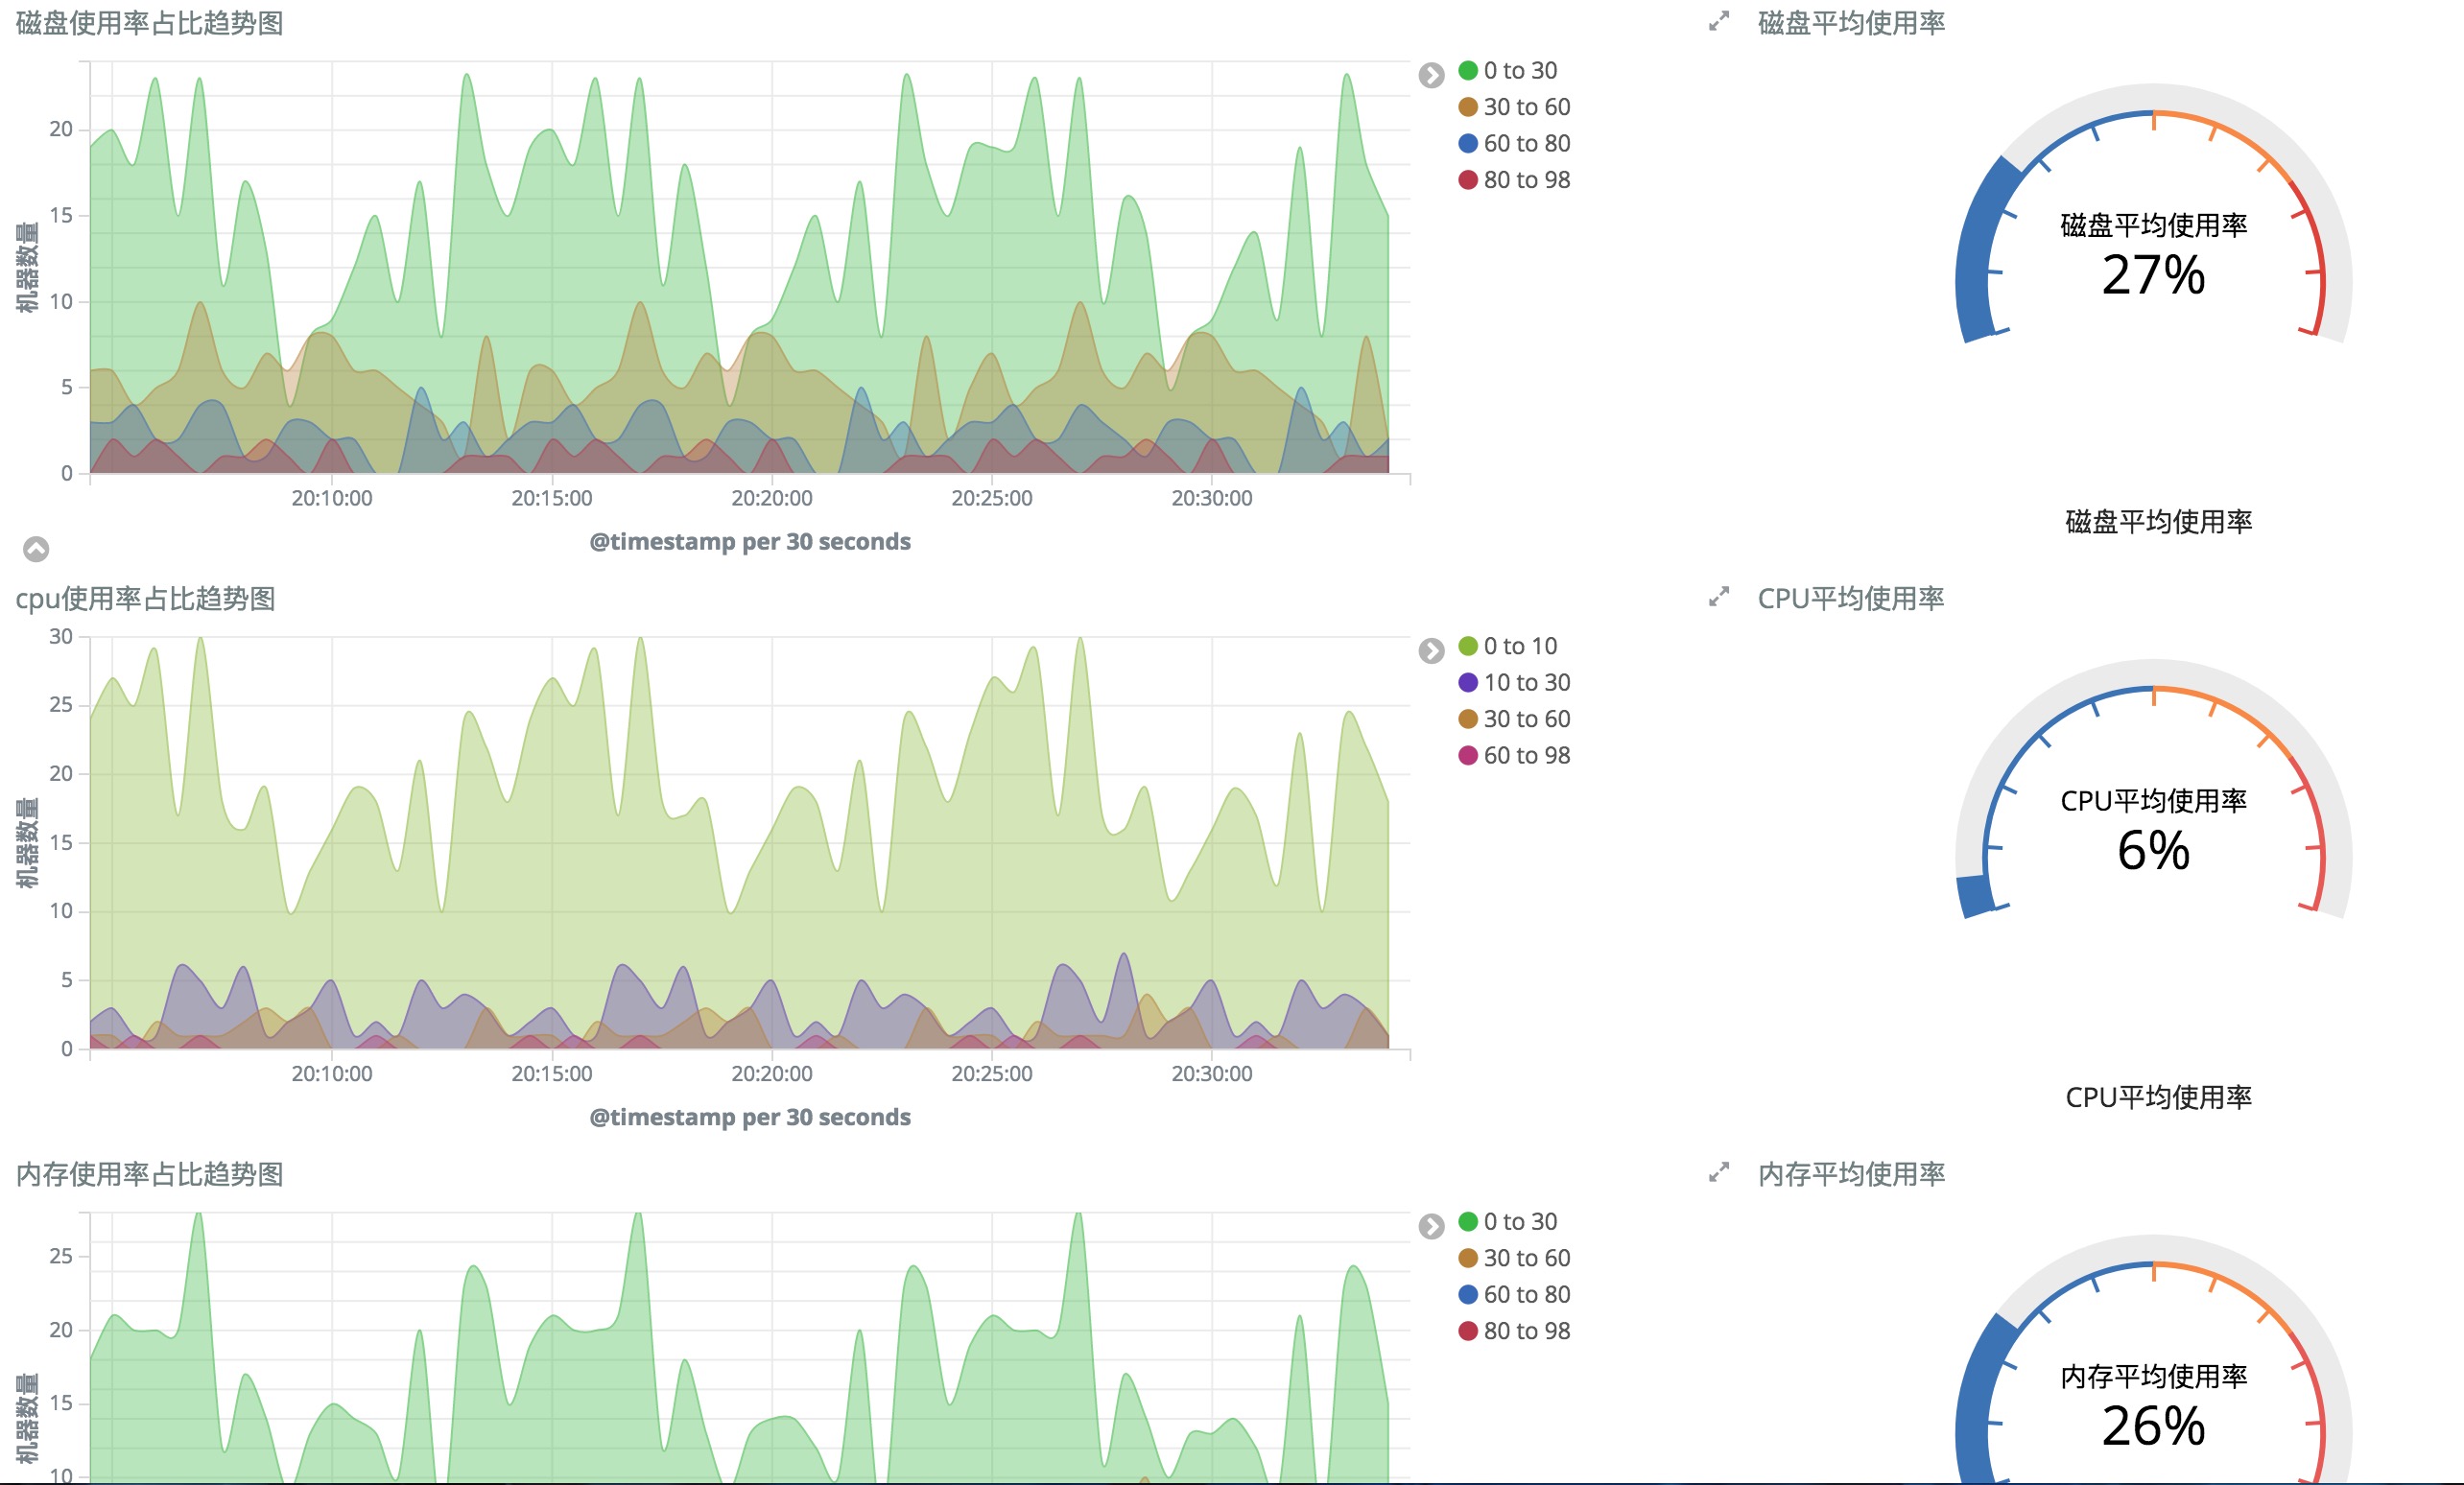 磁盘使用率占比趋势图
机器数量
20
15
10
5
0
20:10:00 20:15:00 20:20:00 20:25:00 20:30:00
@timestamp per 30 seconds
0 to 30
30 to 60
60 to 80
80 to 98
磁盘平均使用率
磁盘平均使用率
27%
磁盘平均使用率
cpu使用率占比趋势图
机器数量
30
25
20
15
10
5
0
20:10:00 20:15:00 20:20:00 20:25:00 20:30:00
@timestamp per 30 seconds
0 to 10
10 to 30
30 to 60
60 to 98
CPU平均使用率
CPU平均使用率
6%
CPU平均使用率
内存使用率占比趋势图
机器数量
25
20
15
10
0 to 30
30 to 60
60 to 80
80 to 98
内存平均使用率
内存平均使用率
26%